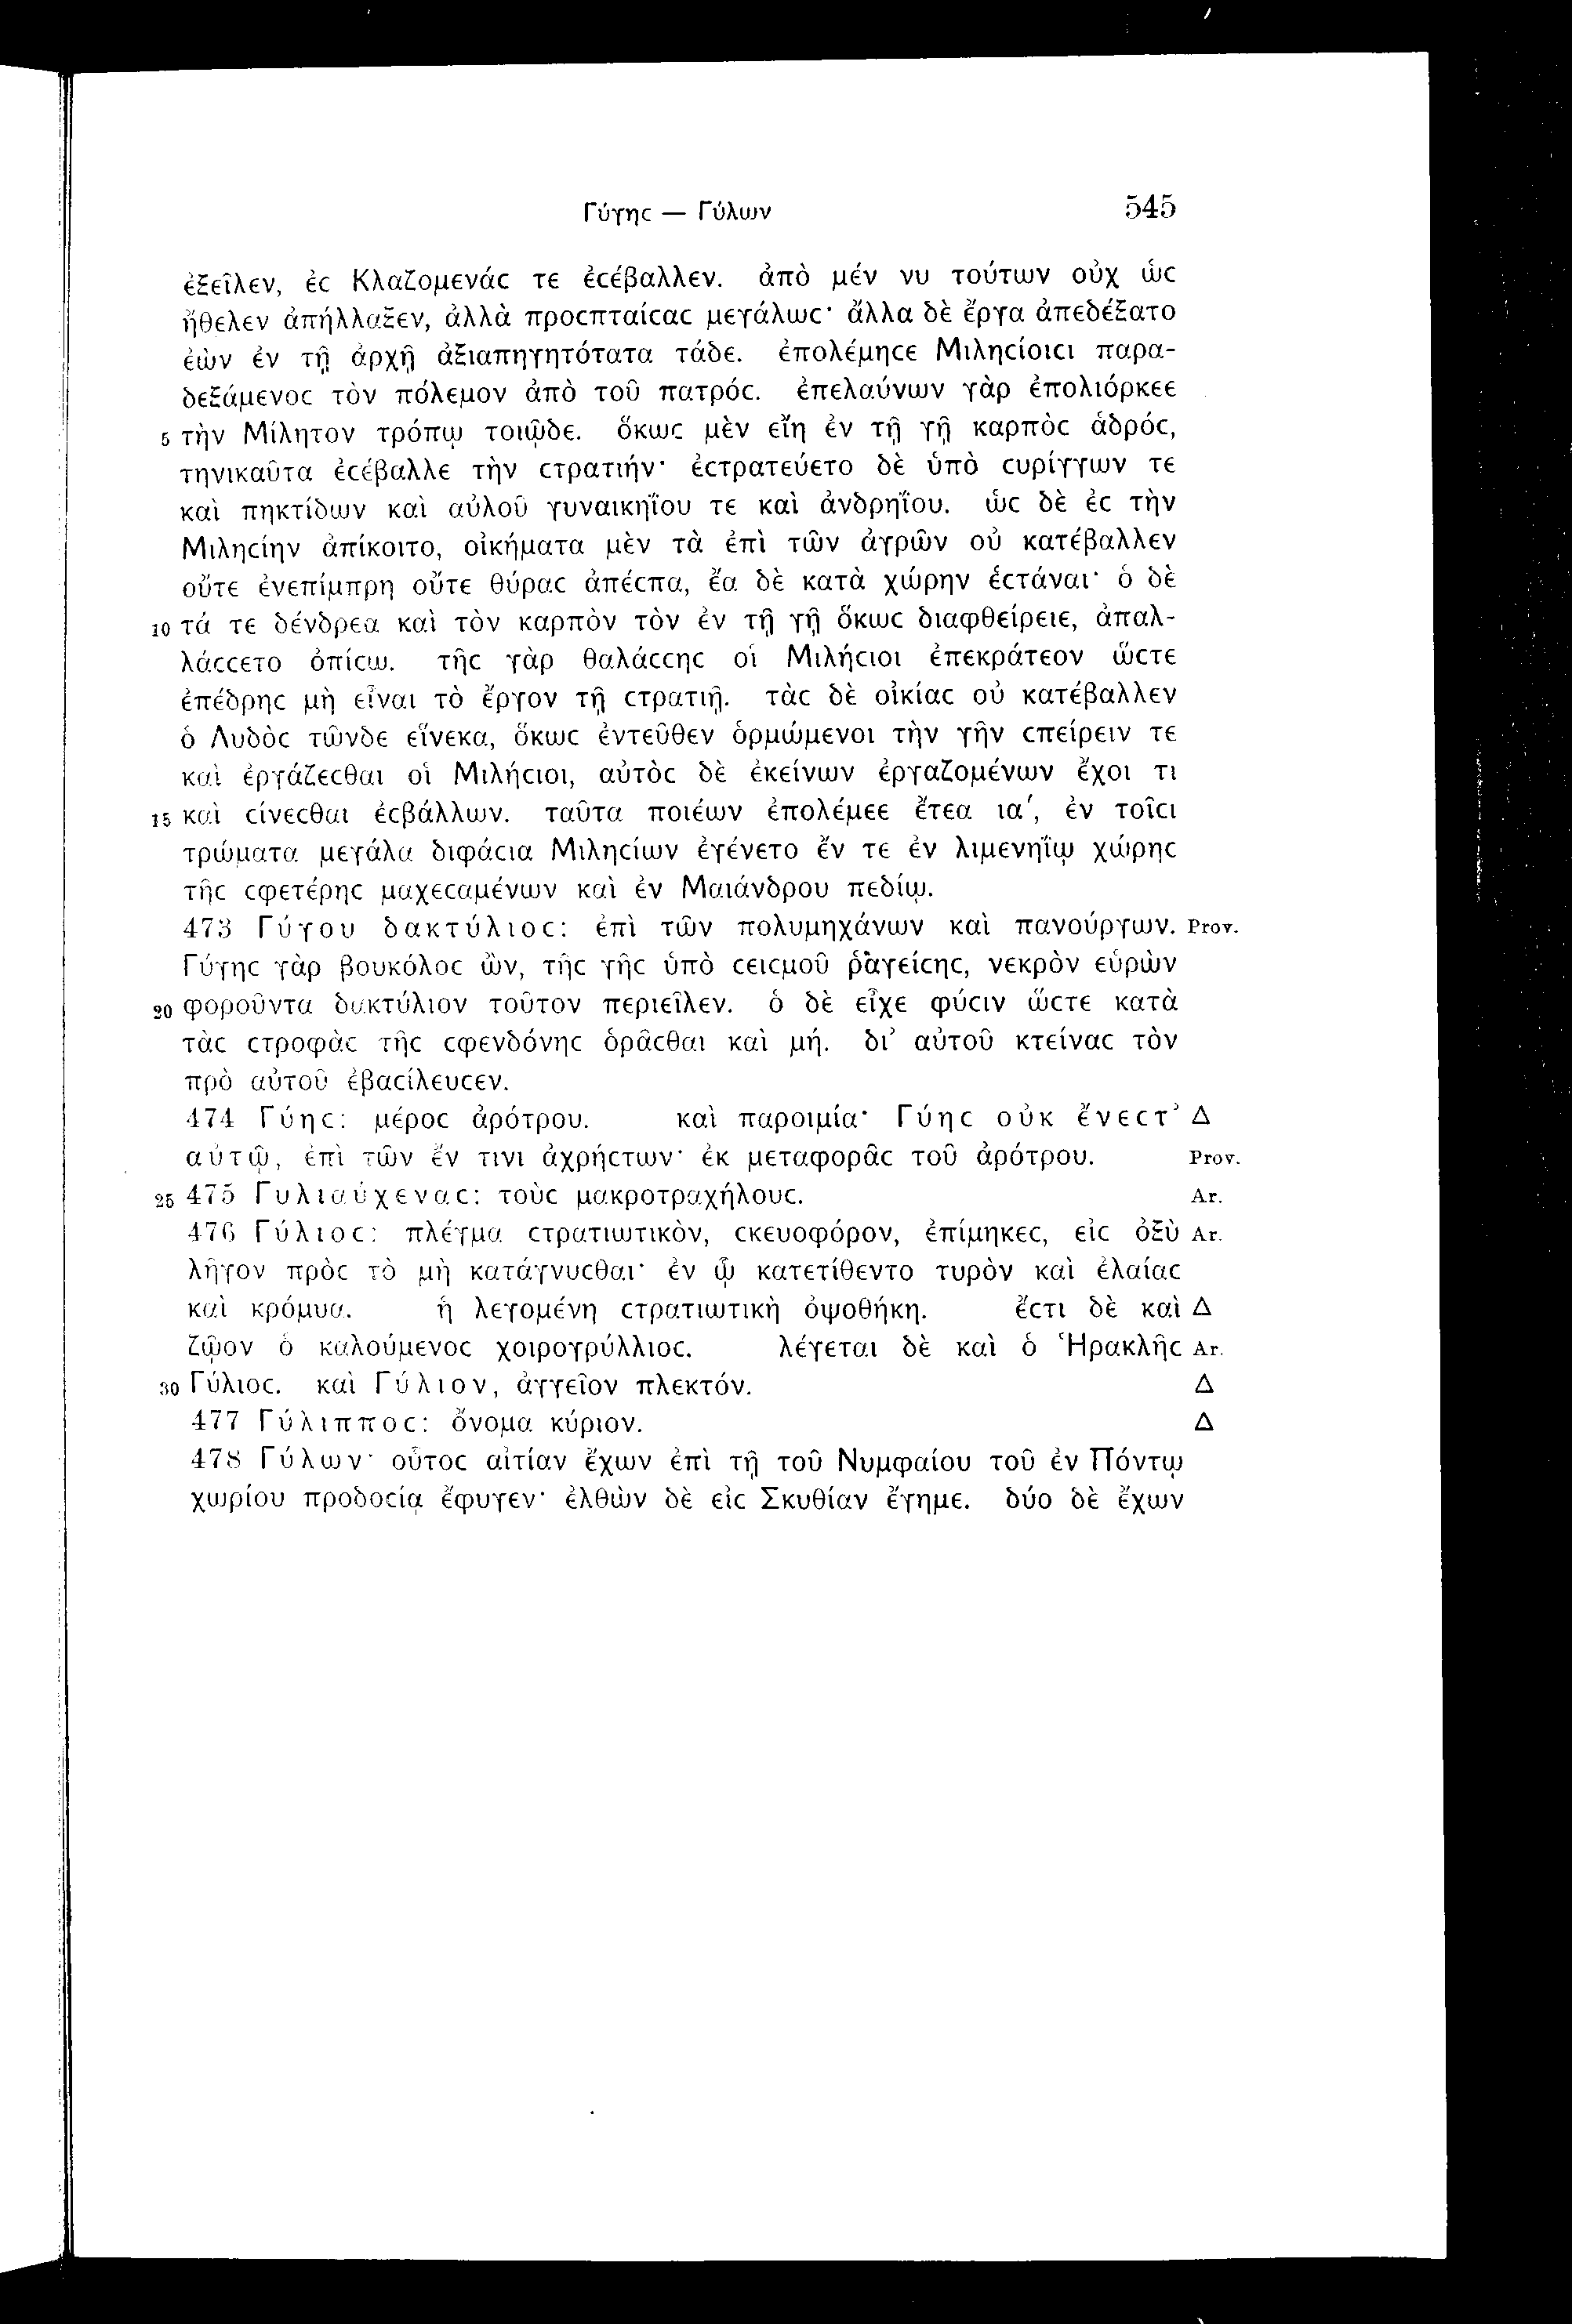 Γύγηϲ — Γύλων 545
ἐξεῖλεν, ἐϲ Κλαζομενάϲ τε ἐϲέβαλλεν. ἀπὸ μέν νυ τούτων οὐχ ὡϲ
ἤθελεν ἀπήλλαξεν, ἀλλὰ προϲπταίϲαϲ μεγάλωϲ· ἄλλα δὲ ἔργα ἀπεδέξατο
ἐὼν ἐν τῇ ἀρχῇ ἀξιαπηγητότατα τάδε. ἐπολέμηϲε Μιληϲίοιϲι παρα-
δεξάμενοϲ τὸν πόλεμον ἀπὸ τοῦ πατρόϲ. ἐπελαύνων γὰρ ἐπολιόρκεε
5 τὴν Μίλητον τρόπῳ τοιῷδε. ὅκωϲ μὲν εἴη ἐν τῇ γῇ καρπὸϲ ἁδρόϲ,
τηνικαῦτα ἐϲέβαλλε τὴν ϲτρατιήν· ἐϲτρατεύετο δὲ ὑπὸ ϲυρίγγων τε
καὶ πηκτίδων καὶ αὐλοῦ γυναικηΐου τε καὶ ἀνδρηΐου. ὡϲ δὲ ἐϲ τὴν
Μιληϲίην ἀπίκοιτο, οἰκήματα μὲν τὰ ἐπὶ τῶν ἀγρῶν οὐ κατέβαλλεν
οὔτε ἐνεπίμπρη οὔτε θύραϲ ἀπέϲπα, ἔα δὲ κατὰ χώρην ἑϲτάναι· ὁ δὲ
10 τά τε δένδρεα καὶ τὸν καρπὸν τὸν ἐν τῇ γῇ ὅκωϲ διαφθείρειε, ἀπαλ-
λάϲϲετο ὀπίϲω. τῆϲ γὰρ θαλάϲϲηϲ οἱ Μιλήϲιοι ἐπεκράτεον ὥϲτε
ἐπέδρηϲ μὴ εἶναι τὸ ἔργον τῇ ϲτρατιῇ. τὰϲ δὲ οἰκίαϲ οὐ κατέβαλλεν
ὁ Λυδὸϲ τῶνδε εἵνεκα, ὅκωϲ ἐντεῦθεν ὁρμώμενοι τὴν γῆν ϲπείρειν τε
καὶ ἐργάζεϲθαι οἱ Μιλήϲιοι, αὐτὸϲ δὲ ἐκείνων ἐργαζομένων ἔχοι τι
15 καὶ ϲίνεϲθαι ἐϲβάλλων. ταῦτα ποιέων ἐπολέμεε ἔτεα ια΄, ἐν τοῖϲι
τρώματα μεγάλα διφάϲια Μιληϲίων ἐγένετο ἔν τε ἐν λιμενηΐῳ χώρηϲ
τῆϲ ϲφετέρηϲ μαχεϲαμένων καὶ ἐν Μαιάνδρου πεδίῳ.
473 Γύγου δακτύλιοϲ: ἐπὶ τῶν πολυμηχάνων καὶ πανούργων. Prov.
Γύγηϲ γὰρ βουκόλοϲ ὢν, τῆϲ γῆϲ ὑπὸ ϲειϲμοῦ ῥαγείϲηϲ, νεκρὸν εὑρὼν
20 φοροῦντα δακτύλιον τοῦτον περιεῖλεν. ὁ δὲ εἶχε φύϲιν ὥϲτε κατὰ
τὰϲ ϲτροφὰϲ τῆϲ ϲφενδόνηϲ ὁρᾶϲθαι καὶ μή. δι’ αὐτοῦ κτείναϲ τὸν
πρὸ αὐτοῦ ἐβαϲίλευϲεν.
474 Γύηϲ: μέροϲ ἀρότρου. καὶ παροιμία· Γύηϲ οὐκ ἔνεϲτ’ Δ
αὐτῷ, ἐπὶ τῶν ἔν τινι ἀχρήϲτων· ἐκ μεταφορᾶϲ τοῦ ἀρότρου. Prov.
25 475 Γυλιαύχεναϲ: τοὺϲ μακροτραχήλουϲ. Ar.
476 Γύλιοϲ: πλέγμα ϲτρατιωτικὸν, ϲκευοφόρον, ἐπίμηκεϲ, εἰϲ ὀξὺ Ar.
λῆγον πρὸϲ τὸ μὴ κατάγνυϲθαι· ἐν ᾧ κατετίθεντο τυρὸν καὶ ἐλαίαϲ
καὶ κρόμυα. ἡ λεγομένη ϲτρατιωτικὴ ὀψοθήκη. ἔϲτι δὲ καὶ Δ
ζῷον ὁ καλούμενοϲ χοιρογρύλλιοϲ. λέγεται δὲ καὶ ὁ Ἡρακλῆϲ Ar.
30 Γύλιοϲ. καὶ Γύλιον, ἀγγεῖον πλεκτόν. Δ
477 Γύλιπποϲ: ὄνομα κύριον. Δ
478 Γύλων· οὗτοϲ αἰτίαν ἔχων ἐπὶ τῇ τοῦ Νυμφαίου τοῦ ἐν Πόντῳ
χωρίου προδοϲίᾳ ἔφυγεν· ἐλθὼν δὲ εἰϲ Σκυθίαν ἔγημε. δύο δὲ ἔχων